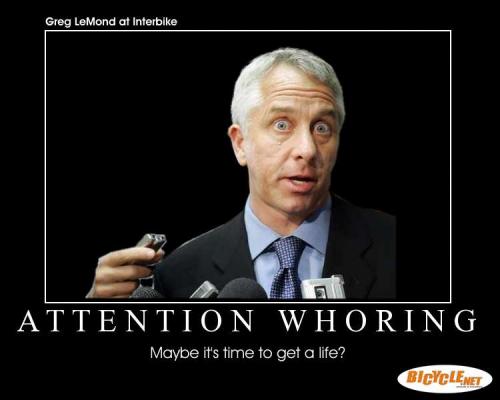 Greg LeMond at Interbike
ATTENTION WHORING
Maybe it's time to get a life?
BICYCLE.NET